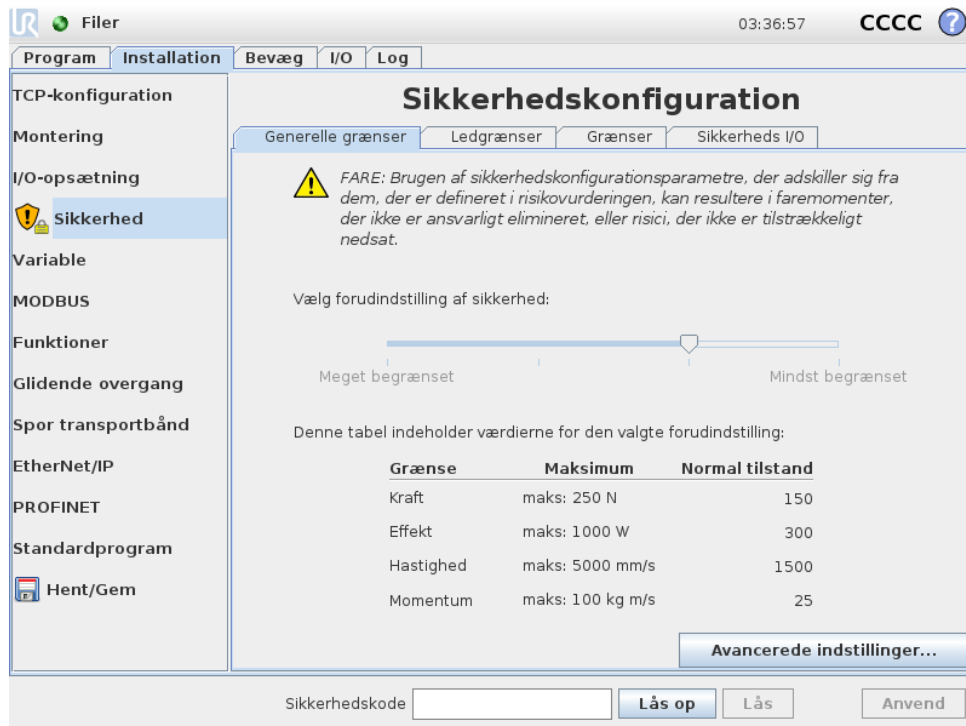 UR Filer 03:36:57 CCCC ?
Program Installation Bevæg I/O Log
TCP-konfiguration
Montering
I/O-opsætning
Sikkerhed
Variable
MODBUS
Funktioner
Glidende overgang
Spor transportbånd
EtherNet/IP
PROFINET
Standardprogram
Hent/Gem
Sikkerhedskonfiguration
Generelle grænser Ledgrænser Grænser Sikkerheds I/O
FARE: Brugen af sikkerhedskonfigurationsparametre, der adskiller sig fra
dem, der er defineret i risikovurderingen, kan resultere i faremomenter,
der ikke er ansvarligt elimineret, eller risici, der ikke er tilstrækkeligt
nedsat.
Vælg forudindstilling af sikkerhed:
Meget begrænset Mindst begrænset
Denne tabel indeholder værdierne for den valgte forudindstilling:
Grænse Maksimum Normal tilstand
Kraft maks: 250 N 150
Effekt maks: 1000 W 300
Hastighed maks: 5000 mm/s 1500
Momentum maks: 100 kg m/s 25
Avancerede indstillinger...
Sikkerhedskode Lås op Lås Anvend